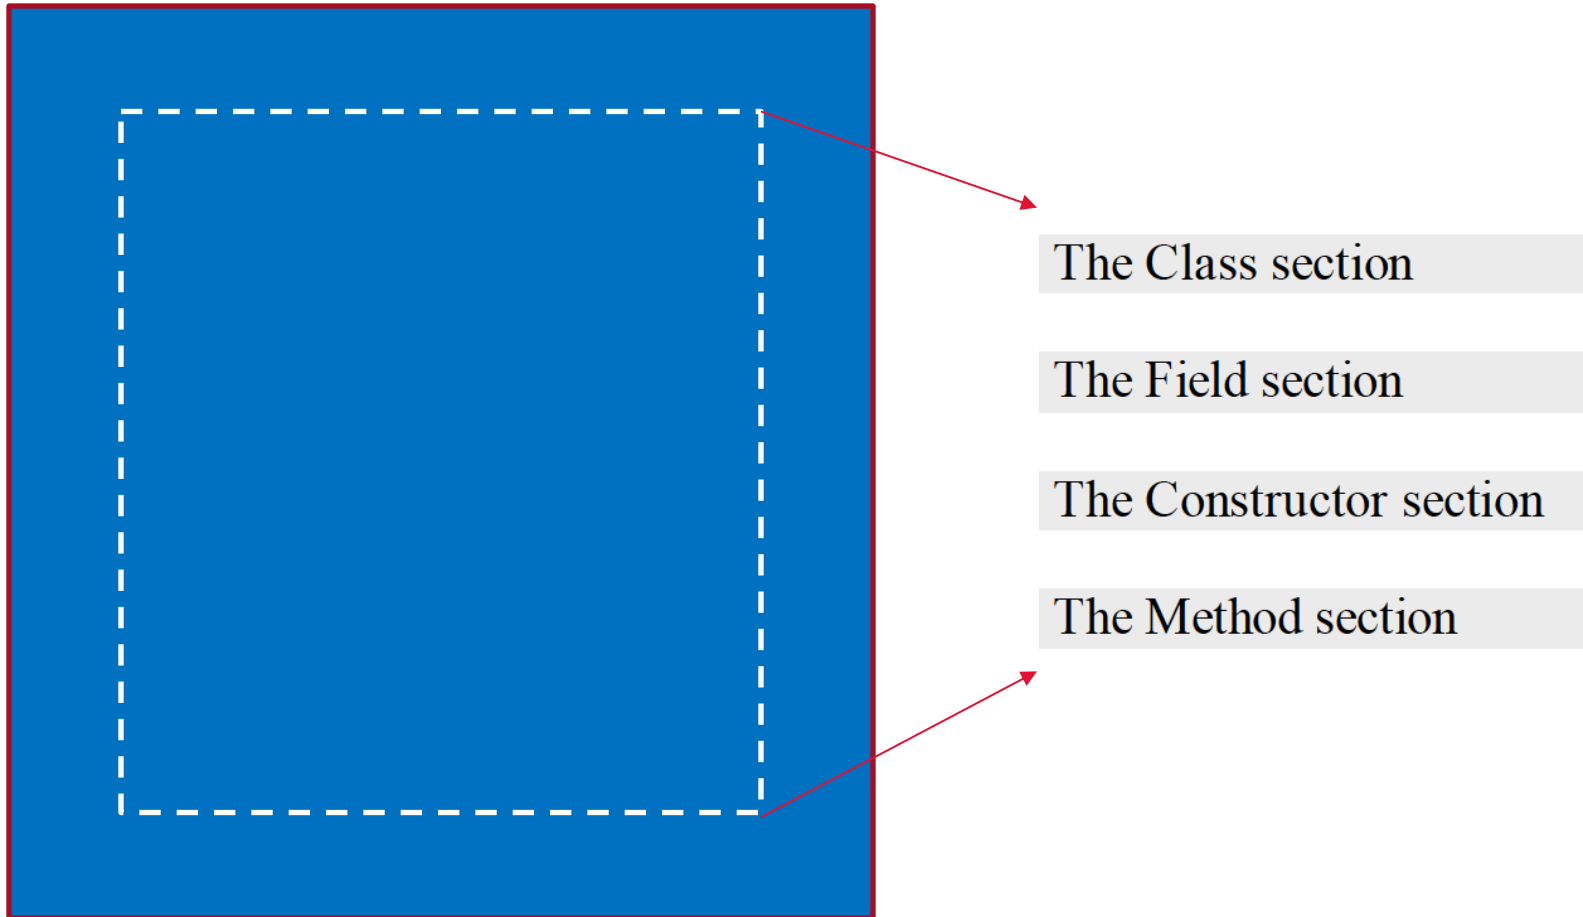 The Class section
The Field section
The Constructor section
The Method section